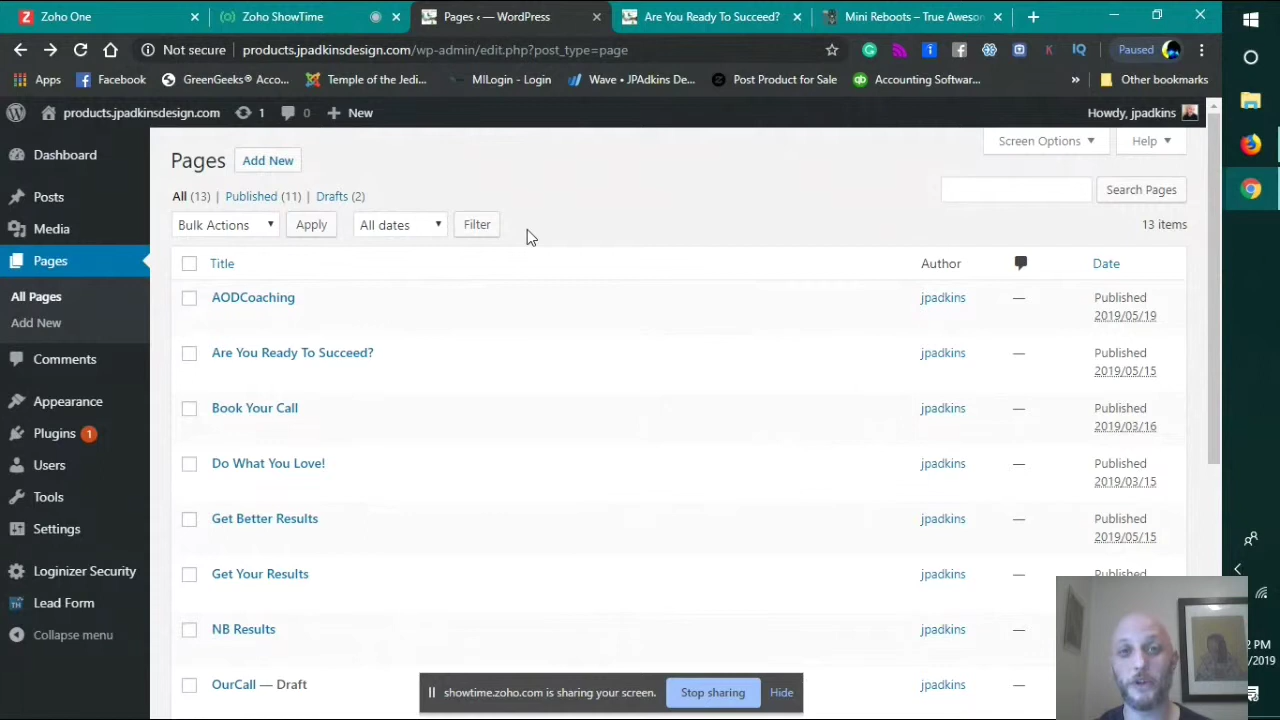 Zoho One
Zoho ShowTime
Pages ‹ — WordPress
Are You Ready To Succeed?
Mini Reboots – True Aweson
Not secure
products.jpadkinsdesign.com/wp-admin/edit.php?post_type=page
Paused
Apps
Facebook
GreenGeeks® Acco...
Temple of the Jedi...
MILogin - Login
Wave • JPAdkins De...
Post Product for Sale
Accounting Softwar...
Other bookmarks
products.jpadkinsdesign.com
1
0
New
Howdy, jpadkins
Dashboard
Posts
Media
Pages
All Pages
Add New
Comments
Appearance
Plugins 1
Users
Tools
Settings
Loginizer Security
Lead Form
Collapse menu
Screen Options
Help
Pages
Add New
All (13) | Published (11) | Drafts (2)
Search Pages
Bulk Actions
Apply
All dates
Filter
13 items
Title
Author
Date
AODCoaching
jpadkins
—
Published
2019/05/19
Are You Ready To Succeed?
jpadkins
—
Published
2019/05/15
Book Your Call
jpadkins
—
Published
2019/03/16
Do What You Love!
jpadkins
—
Published
2019/03/15
Get Better Results
jpadkins
—
Published
2019/05/15
Get Your Results
jpadkins
—
Published
NB Results
jpadkins
—
OurCall — Draft
jpadkins
—
showtime.zoho.com is sharing your screen.
Stop sharing
Hide
2 PM
/2019